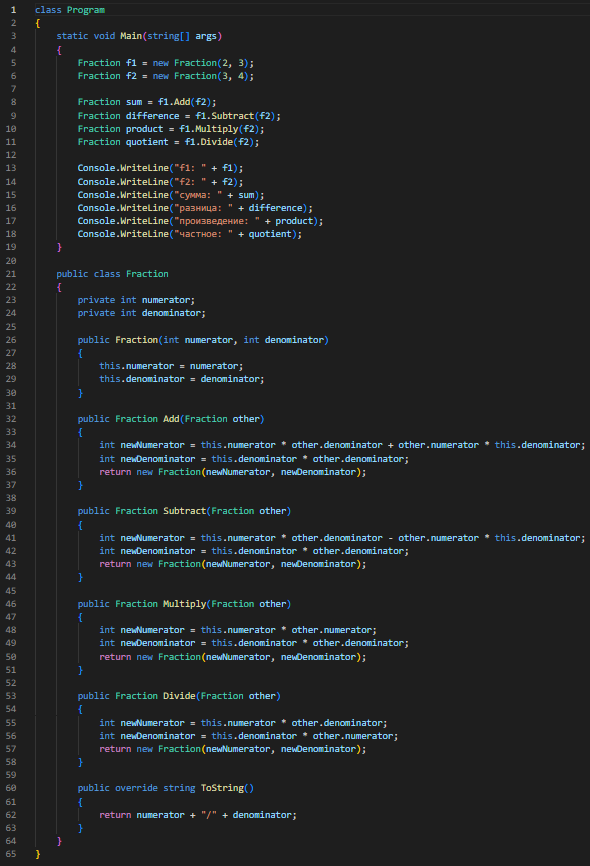 1 class Program
2 {
3     static void Main(string[] args)
4     {
5         Fraction f1 = new Fraction(2, 3);
6         Fraction f2 = new Fraction(3, 4);
7
8         Fraction sum = f1.Add(f2);
9         Fraction difference = f1.Subtract(f2);
10         Fraction product = f1.Multiply(f2);
11         Fraction quotient = f1.Divide(f2);
12
13         Console.WriteLine("f1: " + f1);
14         Console.WriteLine("f2: " + f2);
15         Console.WriteLine("сумма: " + sum);
16         Console.WriteLine("разница: " + difference);
17         Console.WriteLine("произведение: " + product);
18         Console.WriteLine("частное: " + quotient);
19     }
20
21     public class Fraction
22     {
23         private int numerator;
24         private int denominator;
25
26         public Fraction(int numerator, int denominator)
27         {
28             this.numerator = numerator;
29             this.denominator = denominator;
30         }
31
32         public Fraction Add(Fraction other)
33         {
34             int newNumerator = this.numerator * other.denominator + other.numerator * this.denominator;
35             int newDenominator = this.denominator * other.denominator;
36             return new Fraction(newNumerator, newDenominator);
37         }
38
39         public Fraction Subtract(Fraction other)
40         {
41             int newNumerator = this.numerator * other.denominator - other.numerator * this.denominator;
42             int newDenominator = this.denominator * other.denominator;
43             return new Fraction(newNumerator, newDenominator);
44         }
45
46         public Fraction Multiply(Fraction other)
47         {
48             int newNumerator = this.numerator * other.numerator;
49             int newDenominator = this.denominator * other.denominator;
50             return new Fraction(newNumerator, newDenominator);
51         }
52
53         public Fraction Divide(Fraction other)
54         {
55             int newNumerator = this.numerator * other.denominator;
56             int newDenominator = this.denominator * other.numerator;
57             return new Fraction(newNumerator, newDenominator);
58         }
59
60         public override string ToString()
61         {
62             return numerator + "/" + denominator;
63         }
64     }
65 }